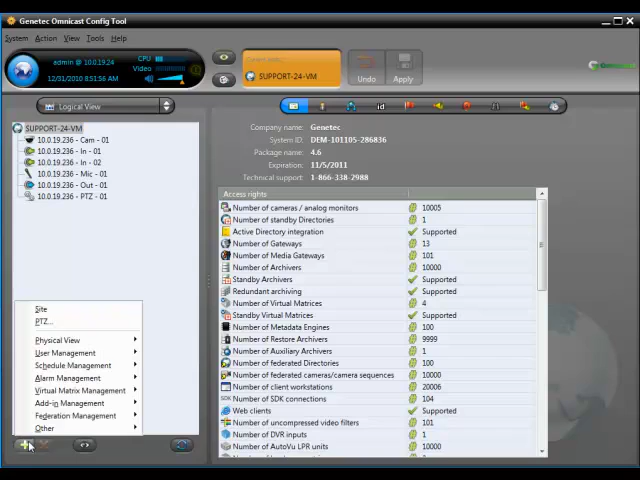 Genetec Omnicast Config Tool
System Action View Tools Help
admin @ 10.0.19.24
12/31/2010 8:51:56 AM
CPU
Video
SUPPORT-24-VM
Undo
Apply
Logical View
id
SUPPORT-24-VM
10.0.19.236 - Cam - 01
10.0.19.236 - In - 01
10.0.19.236 - In - 02
10.0.19.236 - Mic - 01
10.0.19.236 - Out - 01
10.0.19.236 - PTZ - 01
Company name: Genetec
System ID: DEM-101105-286836
Package name: 4.6
Expiration: 11/5/2011
Technical support: 1-866-338-2988
Access rights
Number of cameras / analog monitors 10005
Number of standby Directories 1
Active Directory integration Supported
Number of Gateways 13
Number of Media Gateways 101
Number of Archivers 10000
Standby Archivers Supported
Redundant archiving Supported
Number of Virtual Matrices 4
Standby Virtual Matrices Supported
Number of Metadata Engines 100
Number of Restore Archivers 9999
Number of Auxiliary Archivers 1
Number of federated Directories 100
Number of federated cameras/camera sequences 10000
Number of client workstations 20006
SDK Number of SDK connections 104
Web clients Supported
Number of uncompressed video filters 101
Number of DVR inputs 1
Number of AutoVu LPR units 10000
Site
PTZ...
Physical View
User Management
Schedule Management
Alarm Management
Virtual Matrix Management
Add-in Management
Federation Management
Other